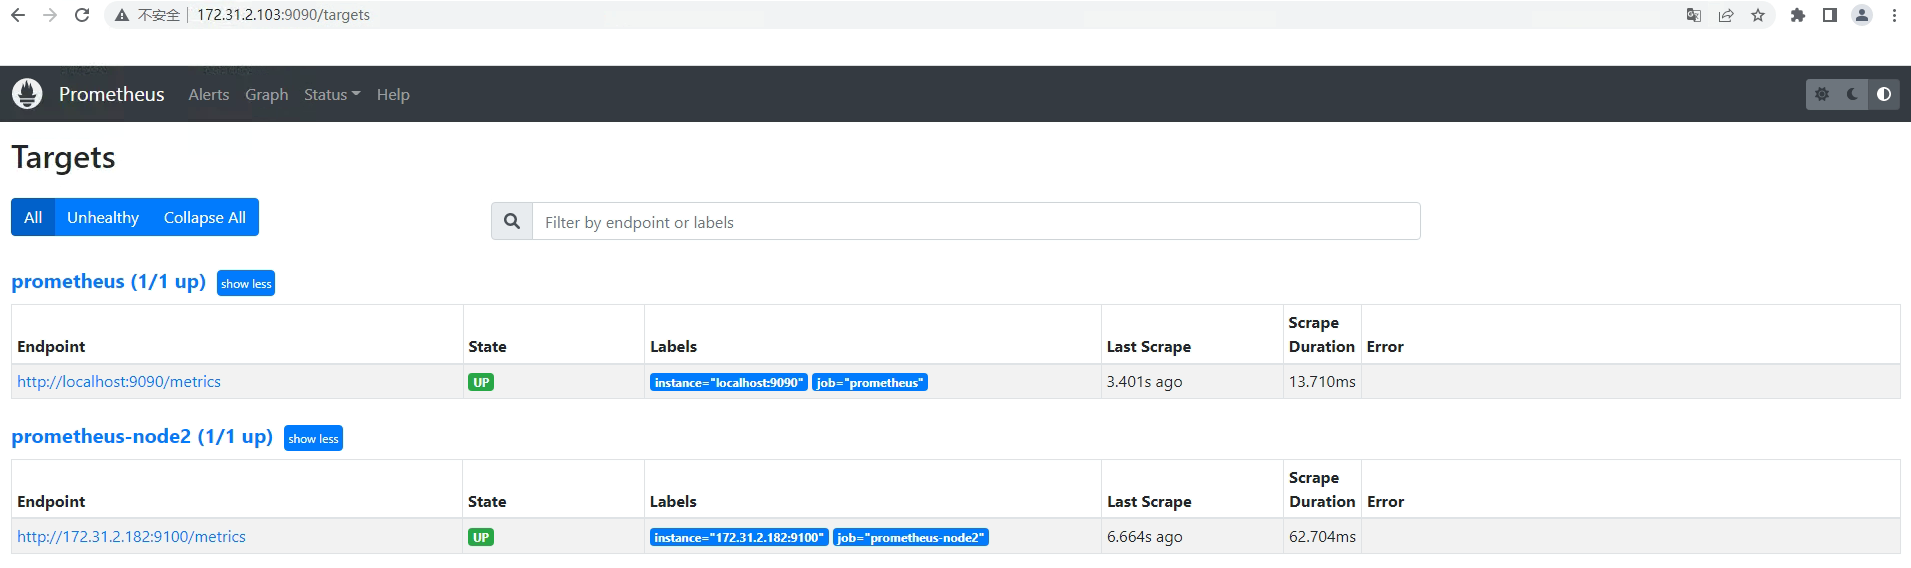 不安全 172.31.2.103:9090/targets
Prometheus Alerts Graph Status Help
Targets
All Unhealthy Collapse All Filter by endpoint or labels
prometheus (1/1 up) show less
Endpoint State Labels Last Scrape Scrape Duration Error
http://localhost:9090/metrics UP instance="localhost:9090" job="prometheus" 3.401s ago 13.710ms
prometheus-node2 (1/1 up) show less
Endpoint State Labels Last Scrape Scrape Duration Error
http://172.31.2.182:9100/metrics UP instance="172.31.2.182:9100" job="prometheus-node2" 6.664s ago 62.704ms